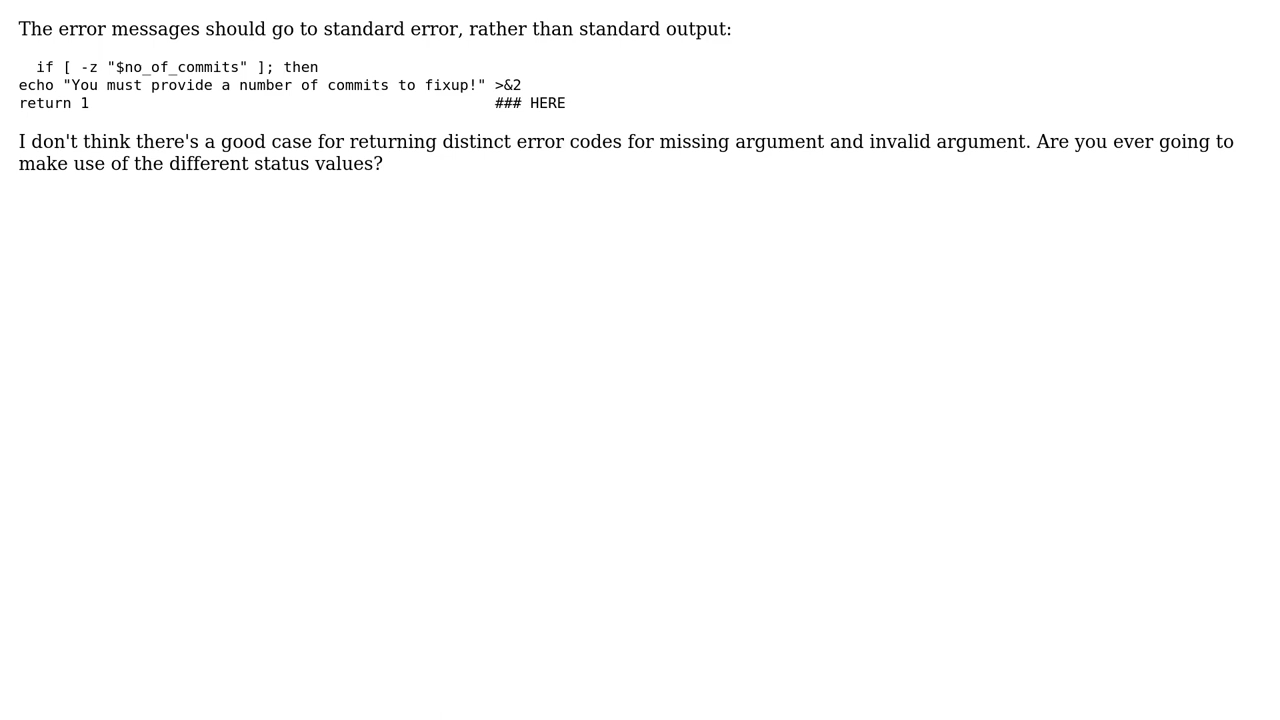 The error messages should go to standard error, rather than standard output:
if [ -z "$no_of_commits" ]; then
echo "You must provide a number of commits to fixup!" >&2
return 1 ### HERE
I don't think there's a good case for returning distinct error codes for missing argument and invalid argument. Are you ever going to
make use of the different status values?